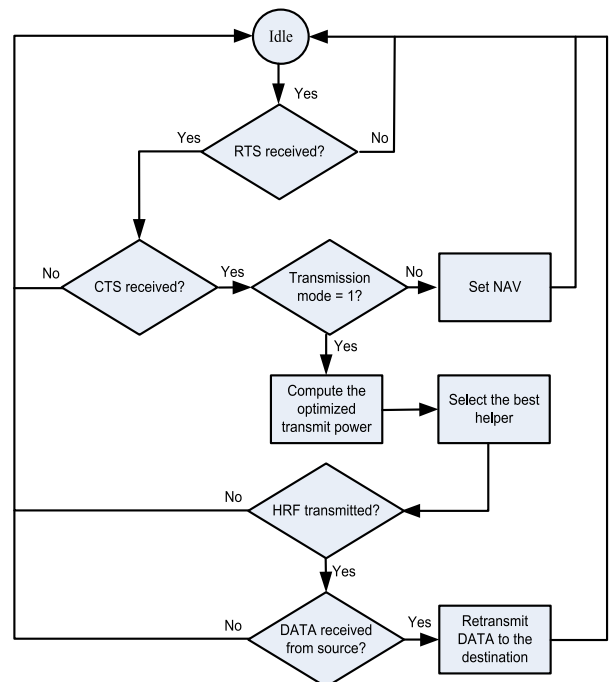 Idle
Yes
Yes
RTS received?
No
No
CTS received?
Yes
Transmission
mode = 1?
No
Set NAV
Yes
Compute the
optimized
transmit power
Select the best
helper
No
HRF transmitted?
Yes
No
DATA received
from source?
Yes
Retransmit
DATA to the
destination